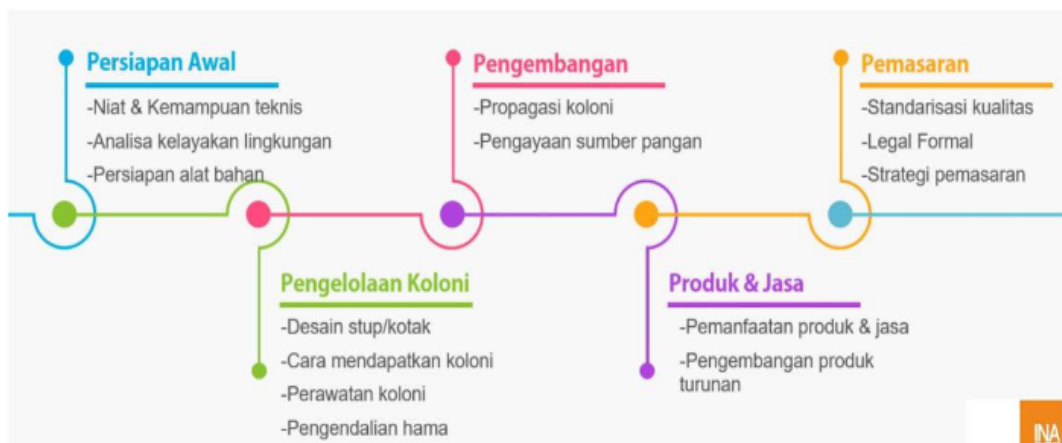 Persiapan Awal
-Niat & Kemampuan teknis
-Analisa kelayakan lingkungan
-Persiapan alat bahan
Pengelolaan Koloni
-Desain stup/kotak
-Cara mendapatkan koloni
-Perawatan koloni
-Pengendalian hama
Pengembangan
-Propagasi koloni
-Pengayaan sumber pangan
Produk & Jasa
-Pemanfaatan produk & jasa
-Pengembangan produk
turunan
Pemasaran
-Standarisasi kualitas
-Legal Formal
-Strategi pemasaran